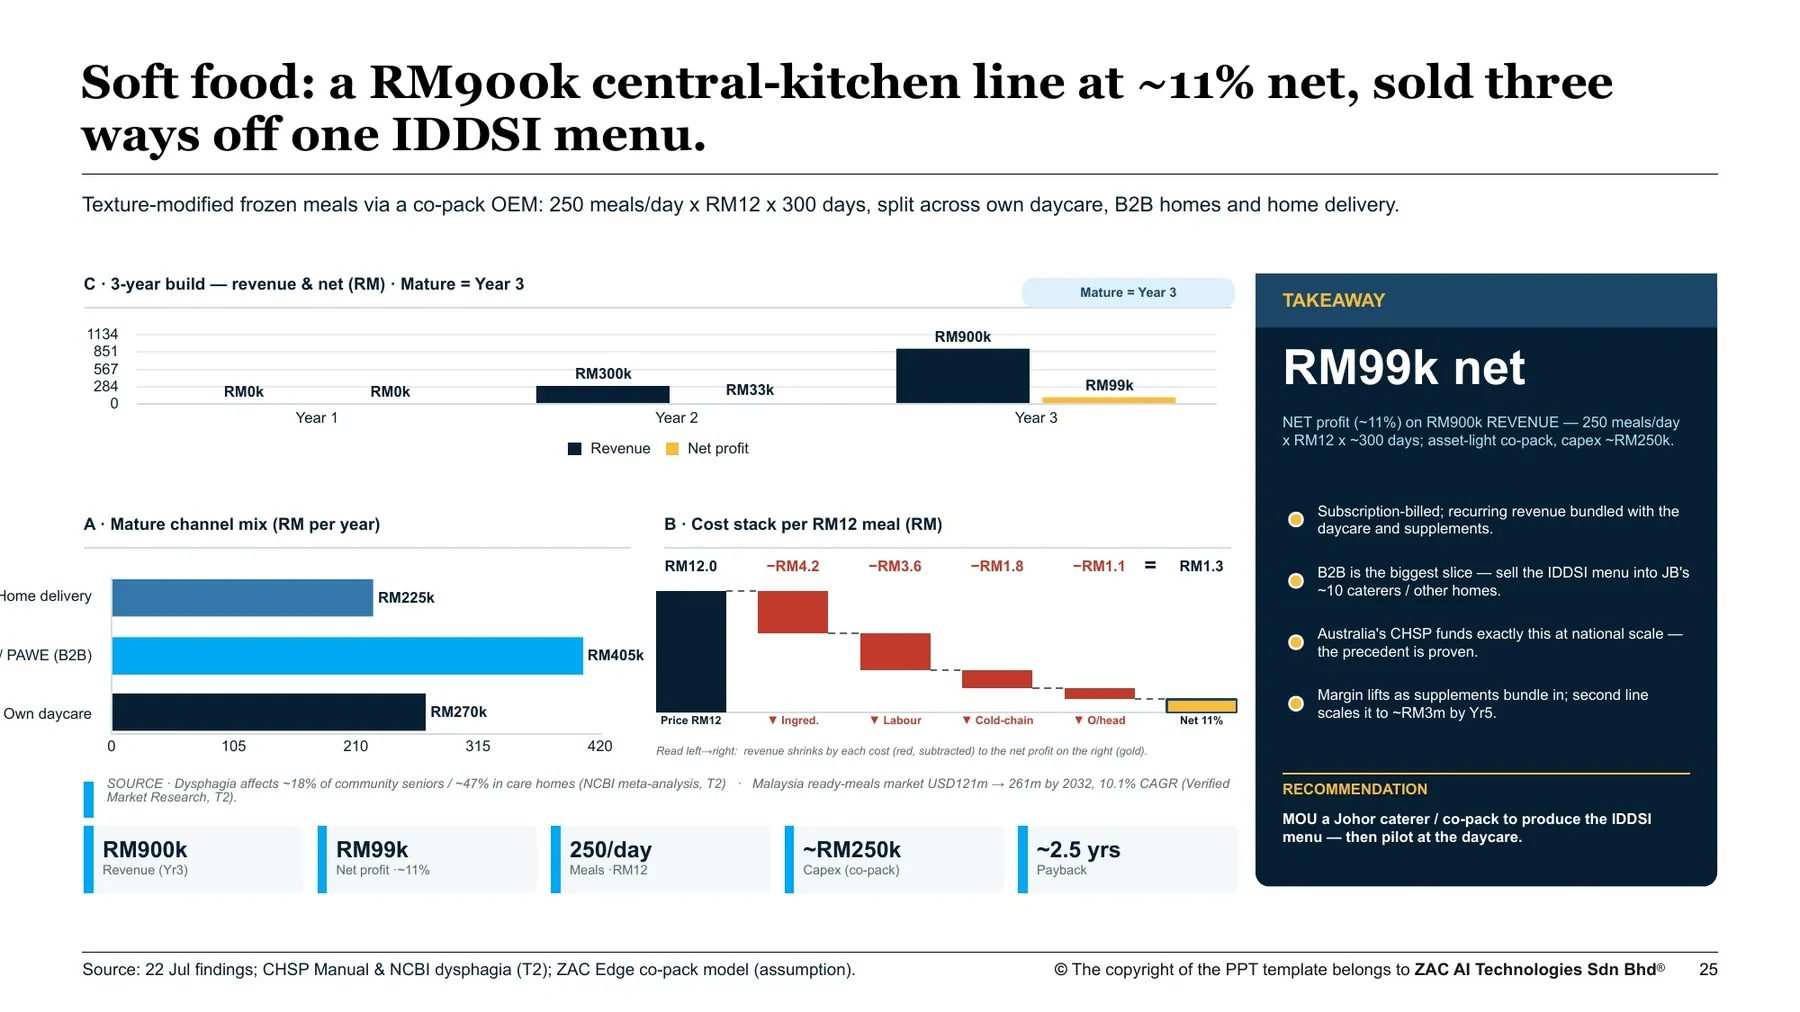 Soft food: a RM900k central-kitchen line at ~11% net, sold three
ways off one IDDSI menu.
Texture-modified frozen meals via a co-pack OEM: 250 meals/day x RM12 x 300 days, split across own daycare, B2B homes and home delivery.
C · 3-year build — revenue & net (RM) · Mature = Year 3
Mature = Year 3
1134
851
567
284
0
RM0k
RM0k
RM300k
RM33k
RM900k
RM99k
Year 1
Year 2
Year 3
Revenue
Net profit
A · Mature channel mix (RM per year)
Home delivery
RM225k
/ PAWE (B2B)
RM405k
Own daycare
RM270k
0
105
210
315
420
B · Cost stack per RM12 meal (RM)
RM12.0
−RM4.2
−RM3.6
−RM1.8
−RM1.1
=
RM1.3
Price RM12
▼ Ingred.
▼ Labour
▼ Cold-chain
▼ O/head
Net 11%
Read left→right: revenue shrinks by each cost (red, subtracted) to the net profit on the right (gold).
SOURCE · Dysphagia affects ~18% of community seniors / ~47% in care homes (NCBI meta-analysis, T2) · Malaysia ready-meals market USD121m → 261m by 2032, 10.1% CAGR (Verified
Market Research, T2).
RM900k
Revenue (Yr3)
RM99k
Net profit ·~11%
250/day
Meals ·RM12
~RM250k
Capex (co-pack)
~2.5 yrs
Payback
TAKEAWAY
RM99k net
NET profit (~11%) on RM900k REVENUE — 250 meals/day
x RM12 x ~300 days; asset-light co-pack, capex ~RM250k.
Subscription-billed; recurring revenue bundled with the
daycare and supplements.
B2B is the biggest slice — sell the IDDSI menu into JB's
~10 caterers / other homes.
Australia's CHSP funds exactly this at national scale —
the precedent is proven.
Margin lifts as supplements bundle in; second line
scales it to ~RM3m by Yr5.
RECOMMENDATION
MOU a Johor caterer / co-pack to produce the IDDSI
menu — then pilot at the daycare.
Source: 22 Jul findings; CHSP Manual & NCBI dysphagia (T2); ZAC Edge co-pack model (assumption).
© The copyright of the PPT template belongs to ZAC AI Technologies Sdn Bhd®
25